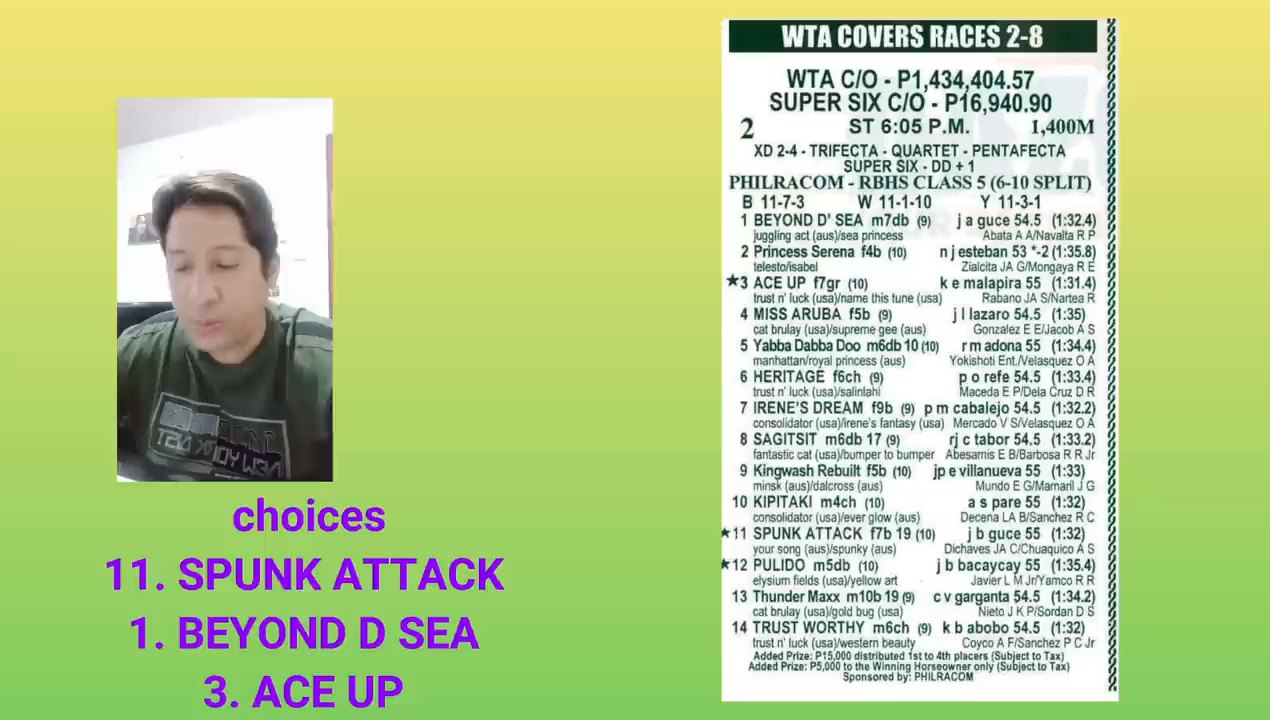 WTA COVERS RACES 2-8
WTA C/O - P1,434,404.57
SUPER SIX C/O - P16,940.90
2 ST 6:05 P.M. 1,400M
XD 2-4 - TRIFECTA - QUARTET - PENTAFECTA
SUPER SIX - DD + 1
PHILRACOM - RBHS CLASS 5 (6-10 SPLIT)
B 11-7-3 W 11-1-10 Y 11-3-1
1 BEYOND D' SEA m7db (9) j a guce 54.5 (1:32.4)
juggling act (aus)/sea princess Abata A A/Navalta R P
2 Princess Serena f4b (10) n j esteban 53 *-2 (1:35.8)
telesto/isabel Zialcita JA G/Mongaya R E
★3 ACE UP f7gr (10) k e malapira 55 (1:31.4)
trust n' luck (usa)/name this tune (usa) Rabano JA S/Nartea R
4 MISS ARUBA f5b (9) j l lazaro 54.5 (1:35)
cat brulay (usa)/supreme gee (aus) Gonzalez E E/Jacob A S
5 Yabba Dabba Doo m6db 10 (10) r m adona 55 (1:34.4)
manhattan/royal princess (aus) Yokishoti Ent./Velasquez O A
6 HERITAGE f6ch (9) p o refe 54.5 (1:33.4)
trust n' luck (usa)/salinlahi Maceda E P/Dela Cruz D R
7 IRENE'S DREAM f9b (9) p m cabalejo 54.5 (1:32.2)
consolidator (usa)/irene's fantasy (usa) Mercado V S/Velasquez O A
8 SAGITSIT m6db 17 (9) rj c tabor 54.5 (1:33.2)
fantastic cat (usa)/bumper to bumper Abesamis E B/Barbosa R R Jr
9 Kingwash Rebuilt f5b (10) jp e villanueva 55 (1:33)
minsk (aus)/dalcross (aus) Mundo E G/Mamaril J G
10 KIPITAKI m4ch (10) a s pare 55 (1:32)
consolidator (usa)/ever glow (aus) Decena LA B/Sanchez R C
★11 SPUNK ATTACK f7b 19 (10) j b guce 55 (1:32)
your song (aus)/spunky (aus) Dichaves JA C/Chuaquico A S
★12 PULIDO m5db (10) j b bacaycay 55 (1:35.4)
elysium fields (usa)/yellow art Javier L M Jr/Yamco R R
13 Thunder Maxx m10b 19 (9) c v garganta 54.5 (1:34.2)
cat brulay (usa)/gold bug (usa) Nieto J K P/Sordan D S
14 TRUST WORTHY m6ch (9) k b abobo 54.5 (1:32)
trust n' luck (usa)/western beauty Coyco A F/Sanchez P C Jr
Added Prize: P15,000 distributed 1st to 4th placers (Subject to Tax)
Added Prize: P5,000 to the Winning Horseowner only (Subject to Tax)
Sponsored by: PHILRACOM
NEW YORK
choices
11. SPUNK ATTACK
1. BEYOND D SEA
3. ACE UP